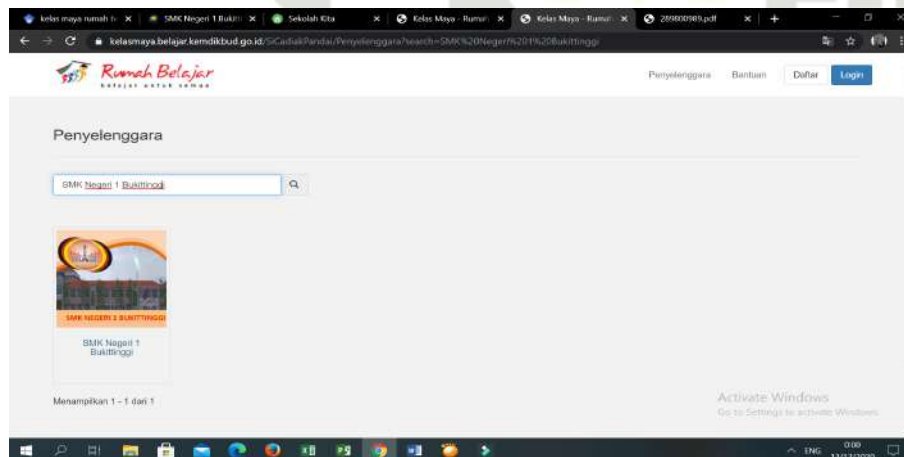 kelas maya rumah b
SMK Negeri 1 Bukitti
Sekolah Kita
Kelas Maya - Rumah
Kelas Maya - Rumah
289800989.pdf
kelasmaya.belajar.kemdikbud.go.id/SiCadiakPandai/Penyelenggara?search=SMK%20Negeri%201%20Bukittinggi
Rumah Belajar
belajar untuk semua
Penyelenggara
Bantuan
Daftar
Login
Penyelenggara
SMK Negeri 1 Bukittinggi
SMK NEGERI 1 BUKITTINGGI
SMK Negeri 1
Bukittinggi
Menampilkan 1 - 1 dari 1
Activate Windows
Go to Settings to activate Windows.
ENG
0:00